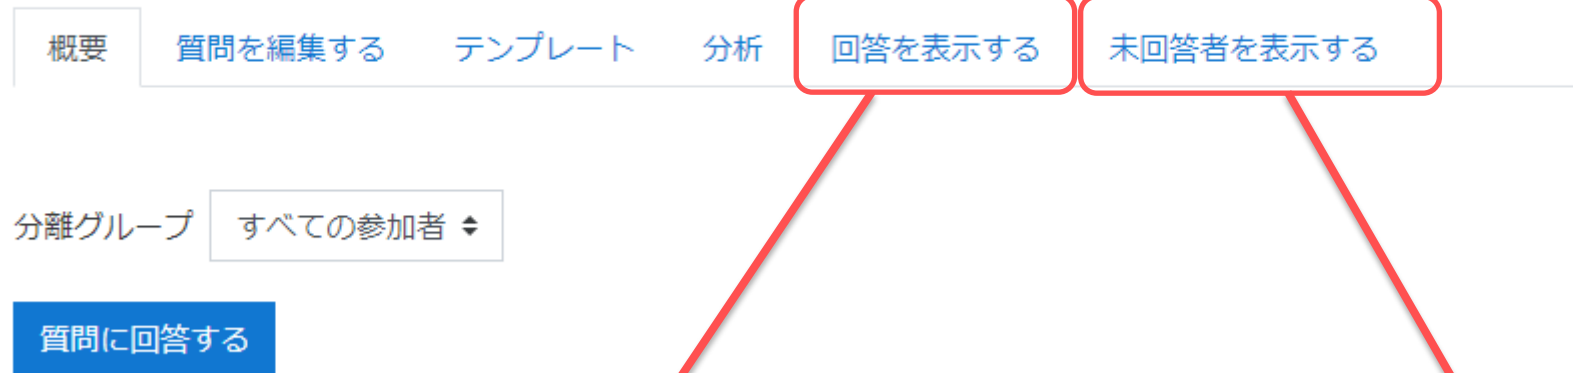 概要 質問を編集する テンプレート 分析 回答を表示する 未回答者を表示する
分離グループ すべての参加者
質問に回答する